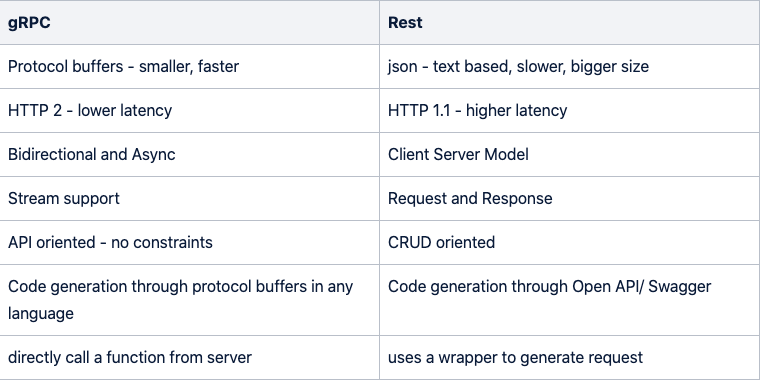 gRPC
Rest
Protocol buffers - smaller, faster
json - text based, slower, bigger size
HTTP 2 - lower latency
HTTP 1.1 - higher latency
Bidirectional and Async
Client Server Model
Stream support
Request and Response
API oriented - no constraints
CRUD oriented
Code generation through protocol buffers in any
language
Code generation through Open API/ Swagger
directly call a function from server
uses a wrapper to generate request